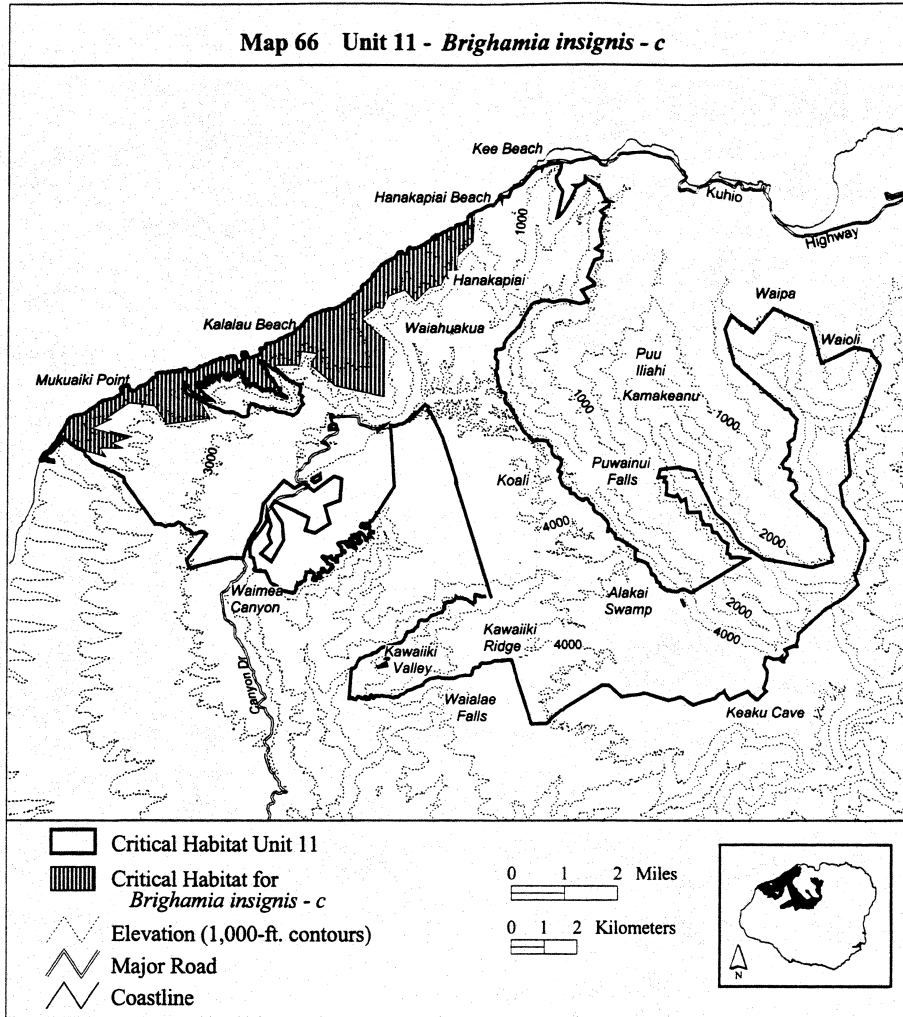 Map 66 Unit 11 - Brighamia insignis - c
Kee Beach
Hanakapiai Beach
Kuhio
Highway
1000
Hanakapiai
Waipa
Kalalau Beach
Waiahuakua
Waioli
Puu
Iliahi
Mukuaiki Point
Kamakeanu
1000
1000
3000
Puwainui
Falls
Koali
4000
2000
Waimea
Canyon
Alakai
Swamp
2000
4000
Kawaiiki
Valley
Kawaiiki
Ridge
4000
Canyon Dr
Waialae
Falls
Keaku Cave
Critical Habitat Unit 11
Critical Habitat for
Brighamia insignis - c
Elevation (1,000-ft. contours)
Major Road
Coastline
0 1 2 Miles
0 1 2 Kilometers
N